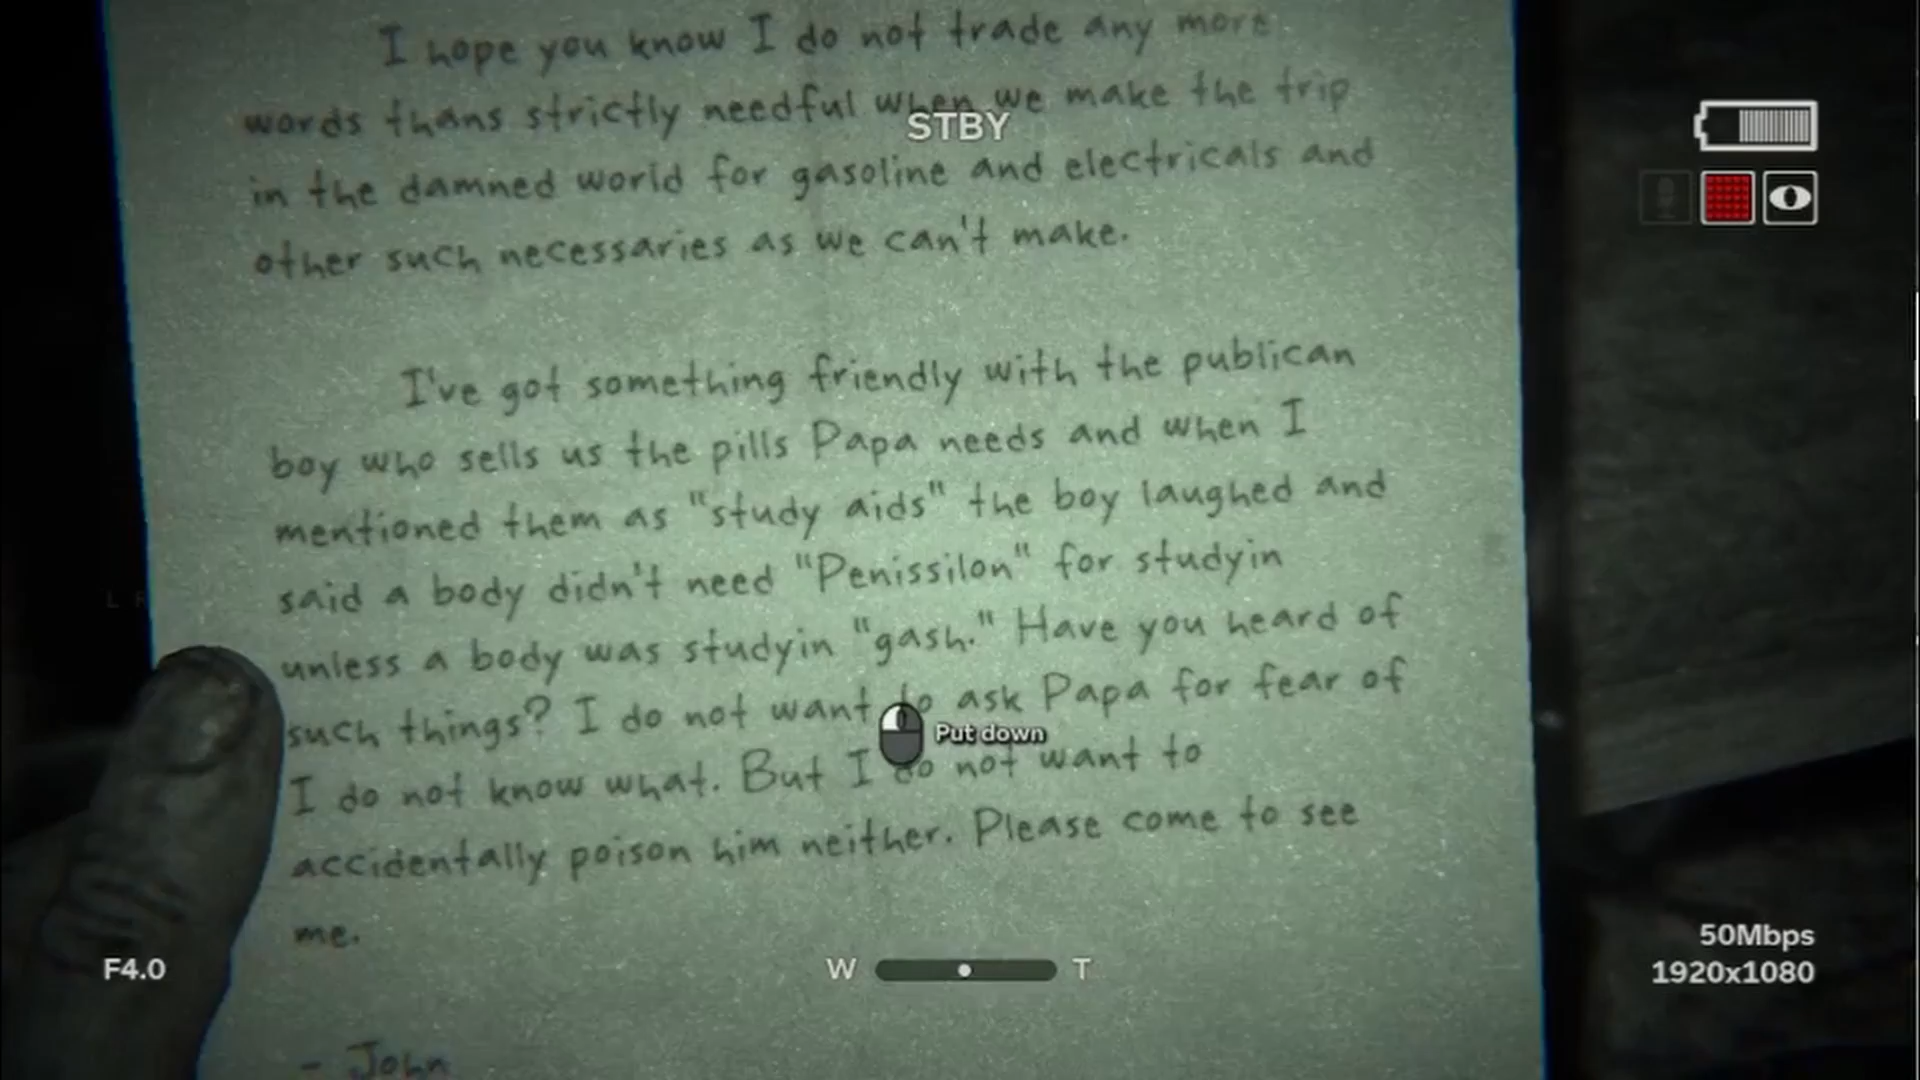 I hope you know I do not trade any more
words thans strictly needful when we make the trip
STBY
in the damned world for gasoline and electricals and
other such necessaries as we can't make.
I've got something friendly with the publican
boy who sells us the pills Papa needs and when I
mentioned them as "study aids" the boy laughed and
said a body didn't need "Penissilon" for studyin
unless a body was studyin "gash." Have you heard of
such things? I do not want to ask Papa for fear of
Put down
I do not know what. But I do not want to
accidentally poison him neither. Please come to see
me.
F4.0
W T
50Mbps
1920x1080
- John